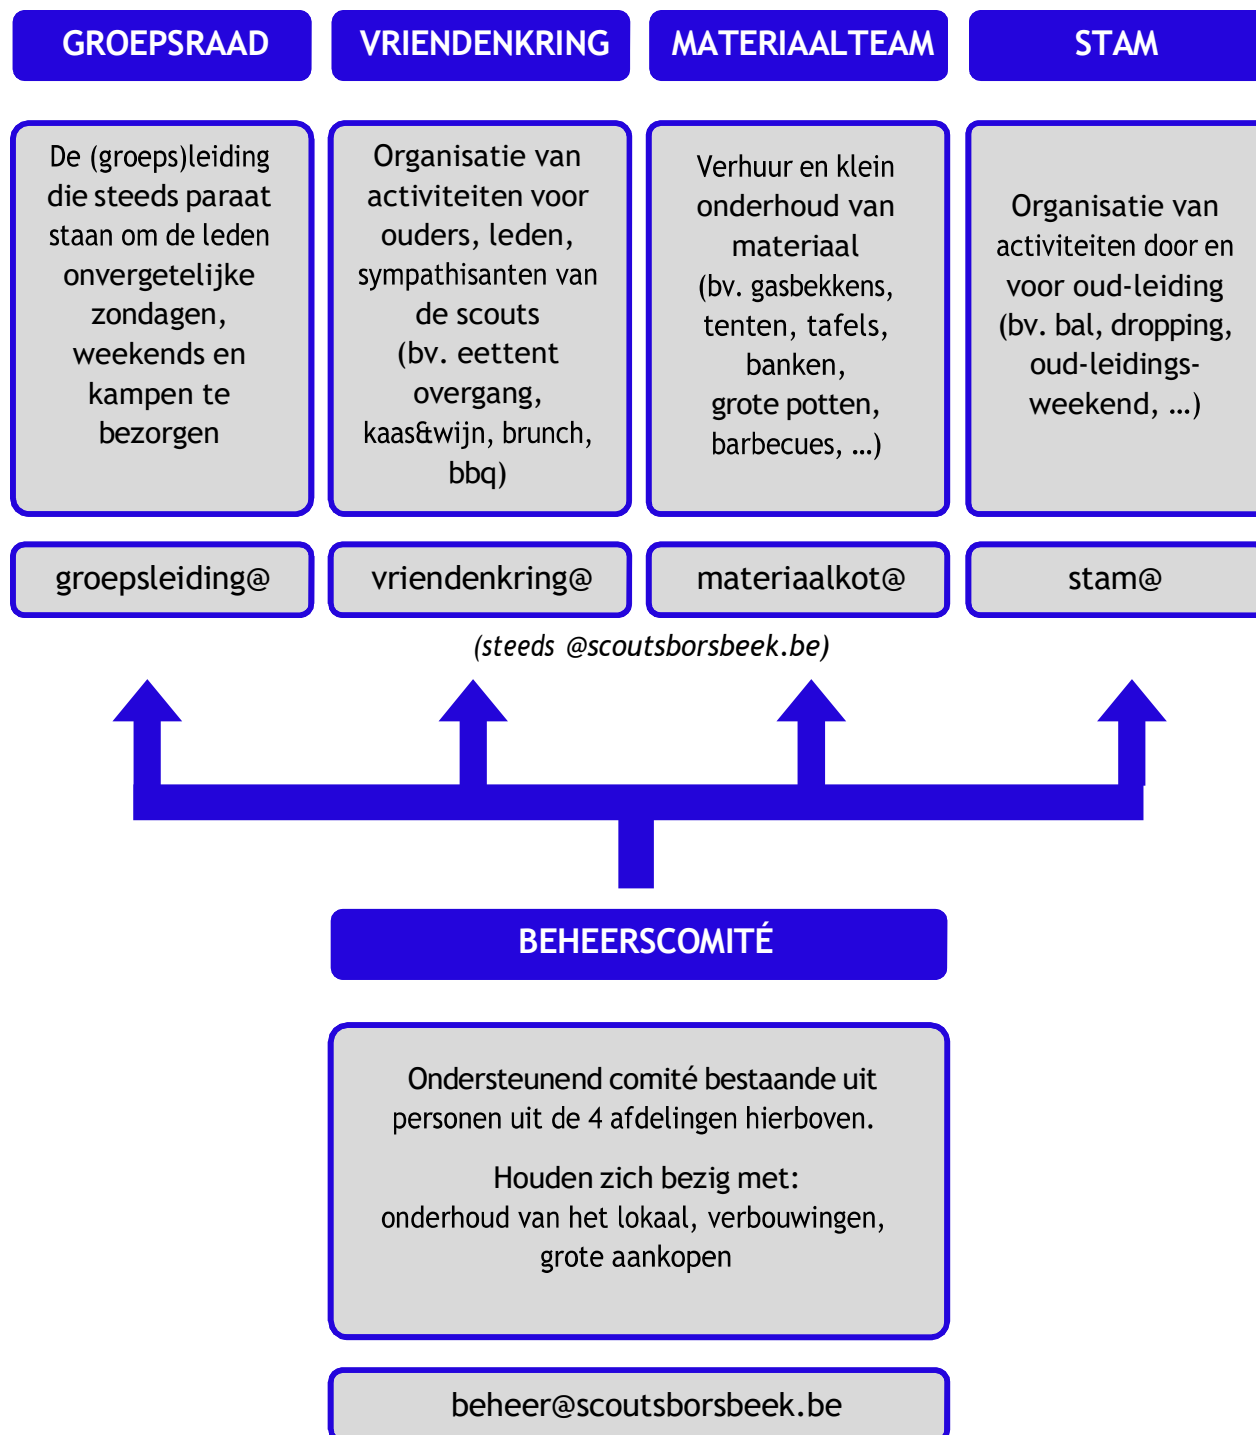 GROEPSRAAD
VRIENDENKRING
MATERIAALTEAM
STAM
De (groeps)leiding
die steeds paraat
staan om de leden
onvergetelijke
zondagen,
weekends en
kampen te
bezorgen
Organisatie van
activiteiten voor
ouders, leden,
sympathisanten van
de scouts
(bv. eettent
overgang,
kaas&wijn, brunch,
bbq)
Verhuur en klein
onderhoud van
materiaal
(bv. gasbekkens,
tenten, tafels,
banken,
grote potten,
barbecues, …)
Organisatie van
activiteiten door en
voor oud-leiding
(bv. bal, dropping,
oud-leidings-
weekend, …)
groepsleiding@
vriendenkring@
materiaalkot@
stam@
(steeds @scoutsborsbeek.be)
BEHEERSCOMITÉ
Ondersteunend comité bestaande uit
personen uit de 4 afdelingen hierboven.
Houden zich bezig met:
onderhoud van het lokaal, verbouwingen,
grote aankopen
beheer@scoutsborsbeek.be